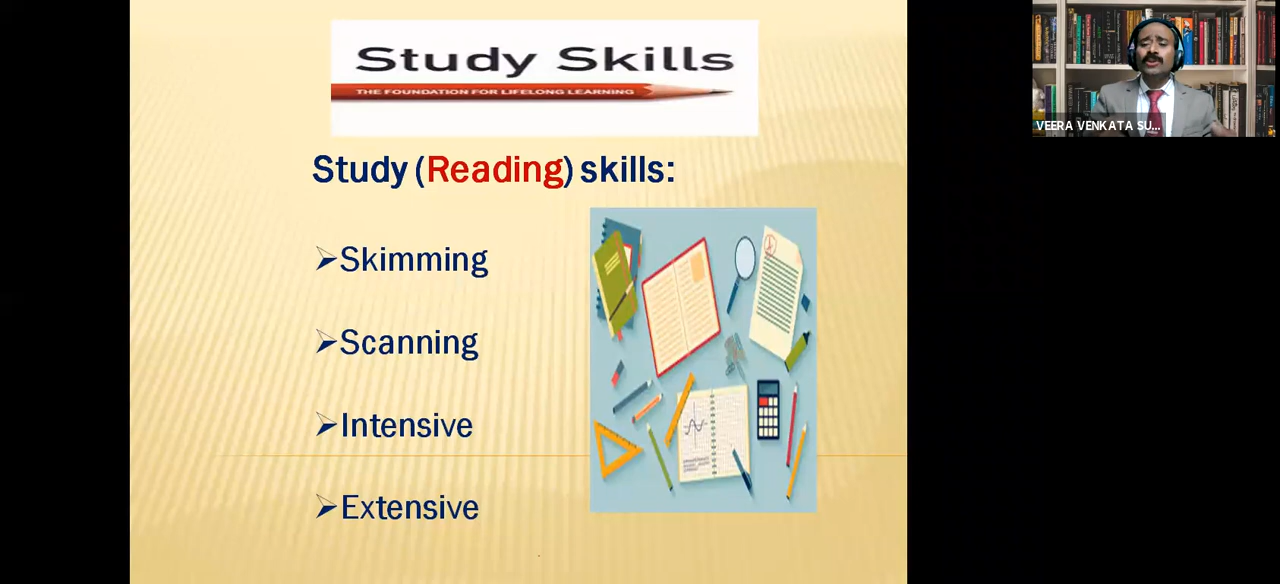 Study Skills
THE FOUNDATION FOR LIFELONG LEARNING
Study (Reading) skills:
Skimming
Scanning
Intensive
Extensive
VEERA VENKATA SU...